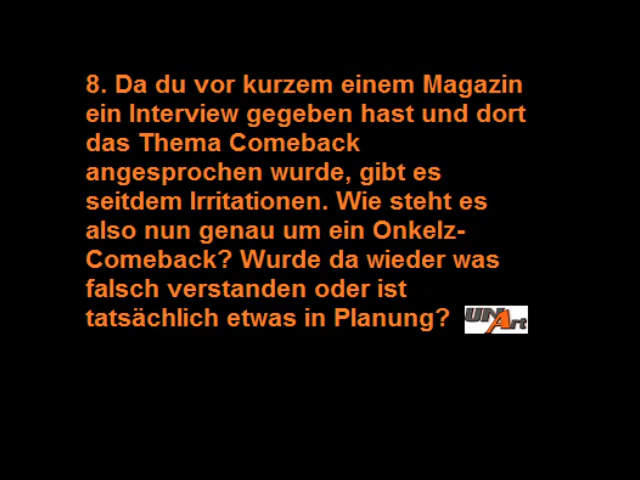 8. Da du vor kurzem einem Magazin
ein Interview gegeben hast und dort
das Thema Comeback
angesprochen wurde, gibt es
seitdem Irritationen. Wie steht es
also nun genau um ein Onkelz-
Comeback? Wurde da wieder was
falsch verstanden oder ist
tatsächlich etwas in Planung?
UNArt